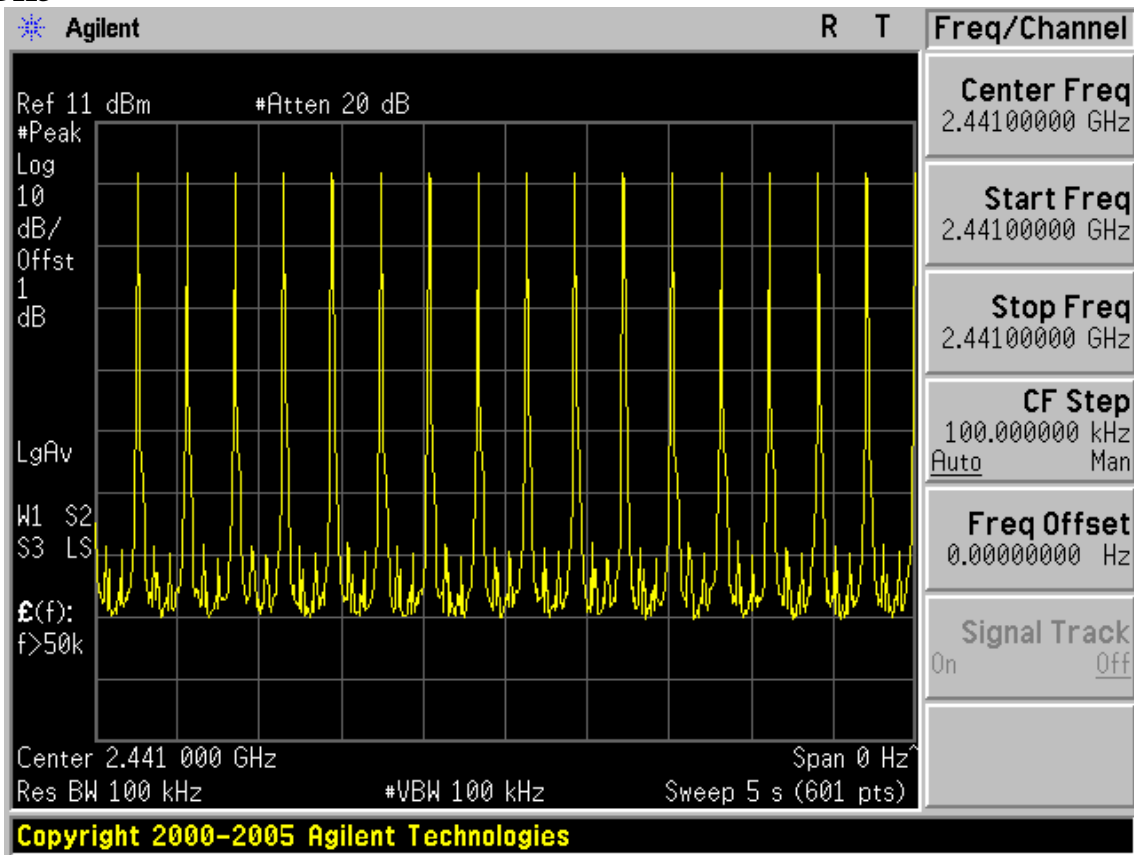 Agilent R T
Freq/Channel
Ref 11 dBm #Atten 20 dB
#Peak
Log
10
dB/
Offst
1
dB
LgAv
W1 S2
S3 LS
£(f):
f>50k
Center 2.441 000 GHz Span 0 Hz^
Res BW 100 kHz #VBW 100 kHz Sweep 5 s (601 pts)
Center Freq
2.44100000 GHz
Start Freq
2.44100000 GHz
Stop Freq
2.44100000 GHz
CF Step
100.000000 kHz
Auto Man
Freq Offset
0.00000000 Hz
Signal Track
On Off
Copyright 2000-2005 Agilent Technologies